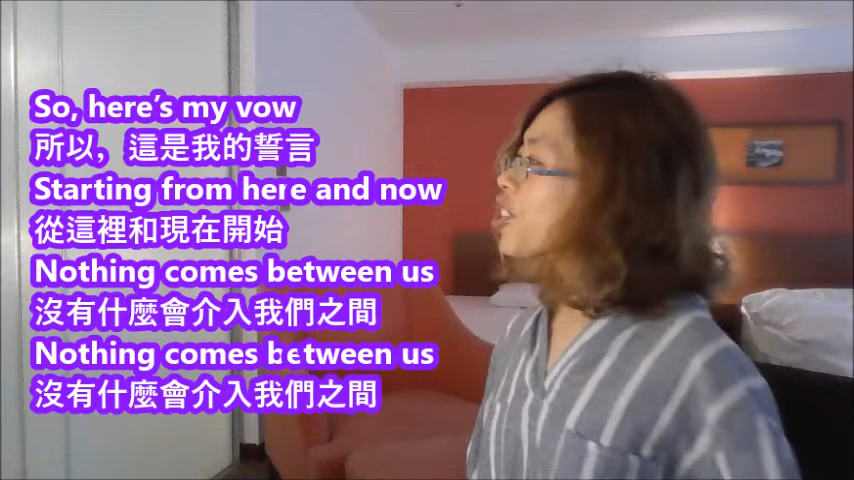 So, here's my vow
所以，這是我的誓言
Starting from here and now
從這裡和現在開始
Nothing comes between us
沒有什麼會介入我們之間
Nothing comes between us
沒有什麼會介入我們之間